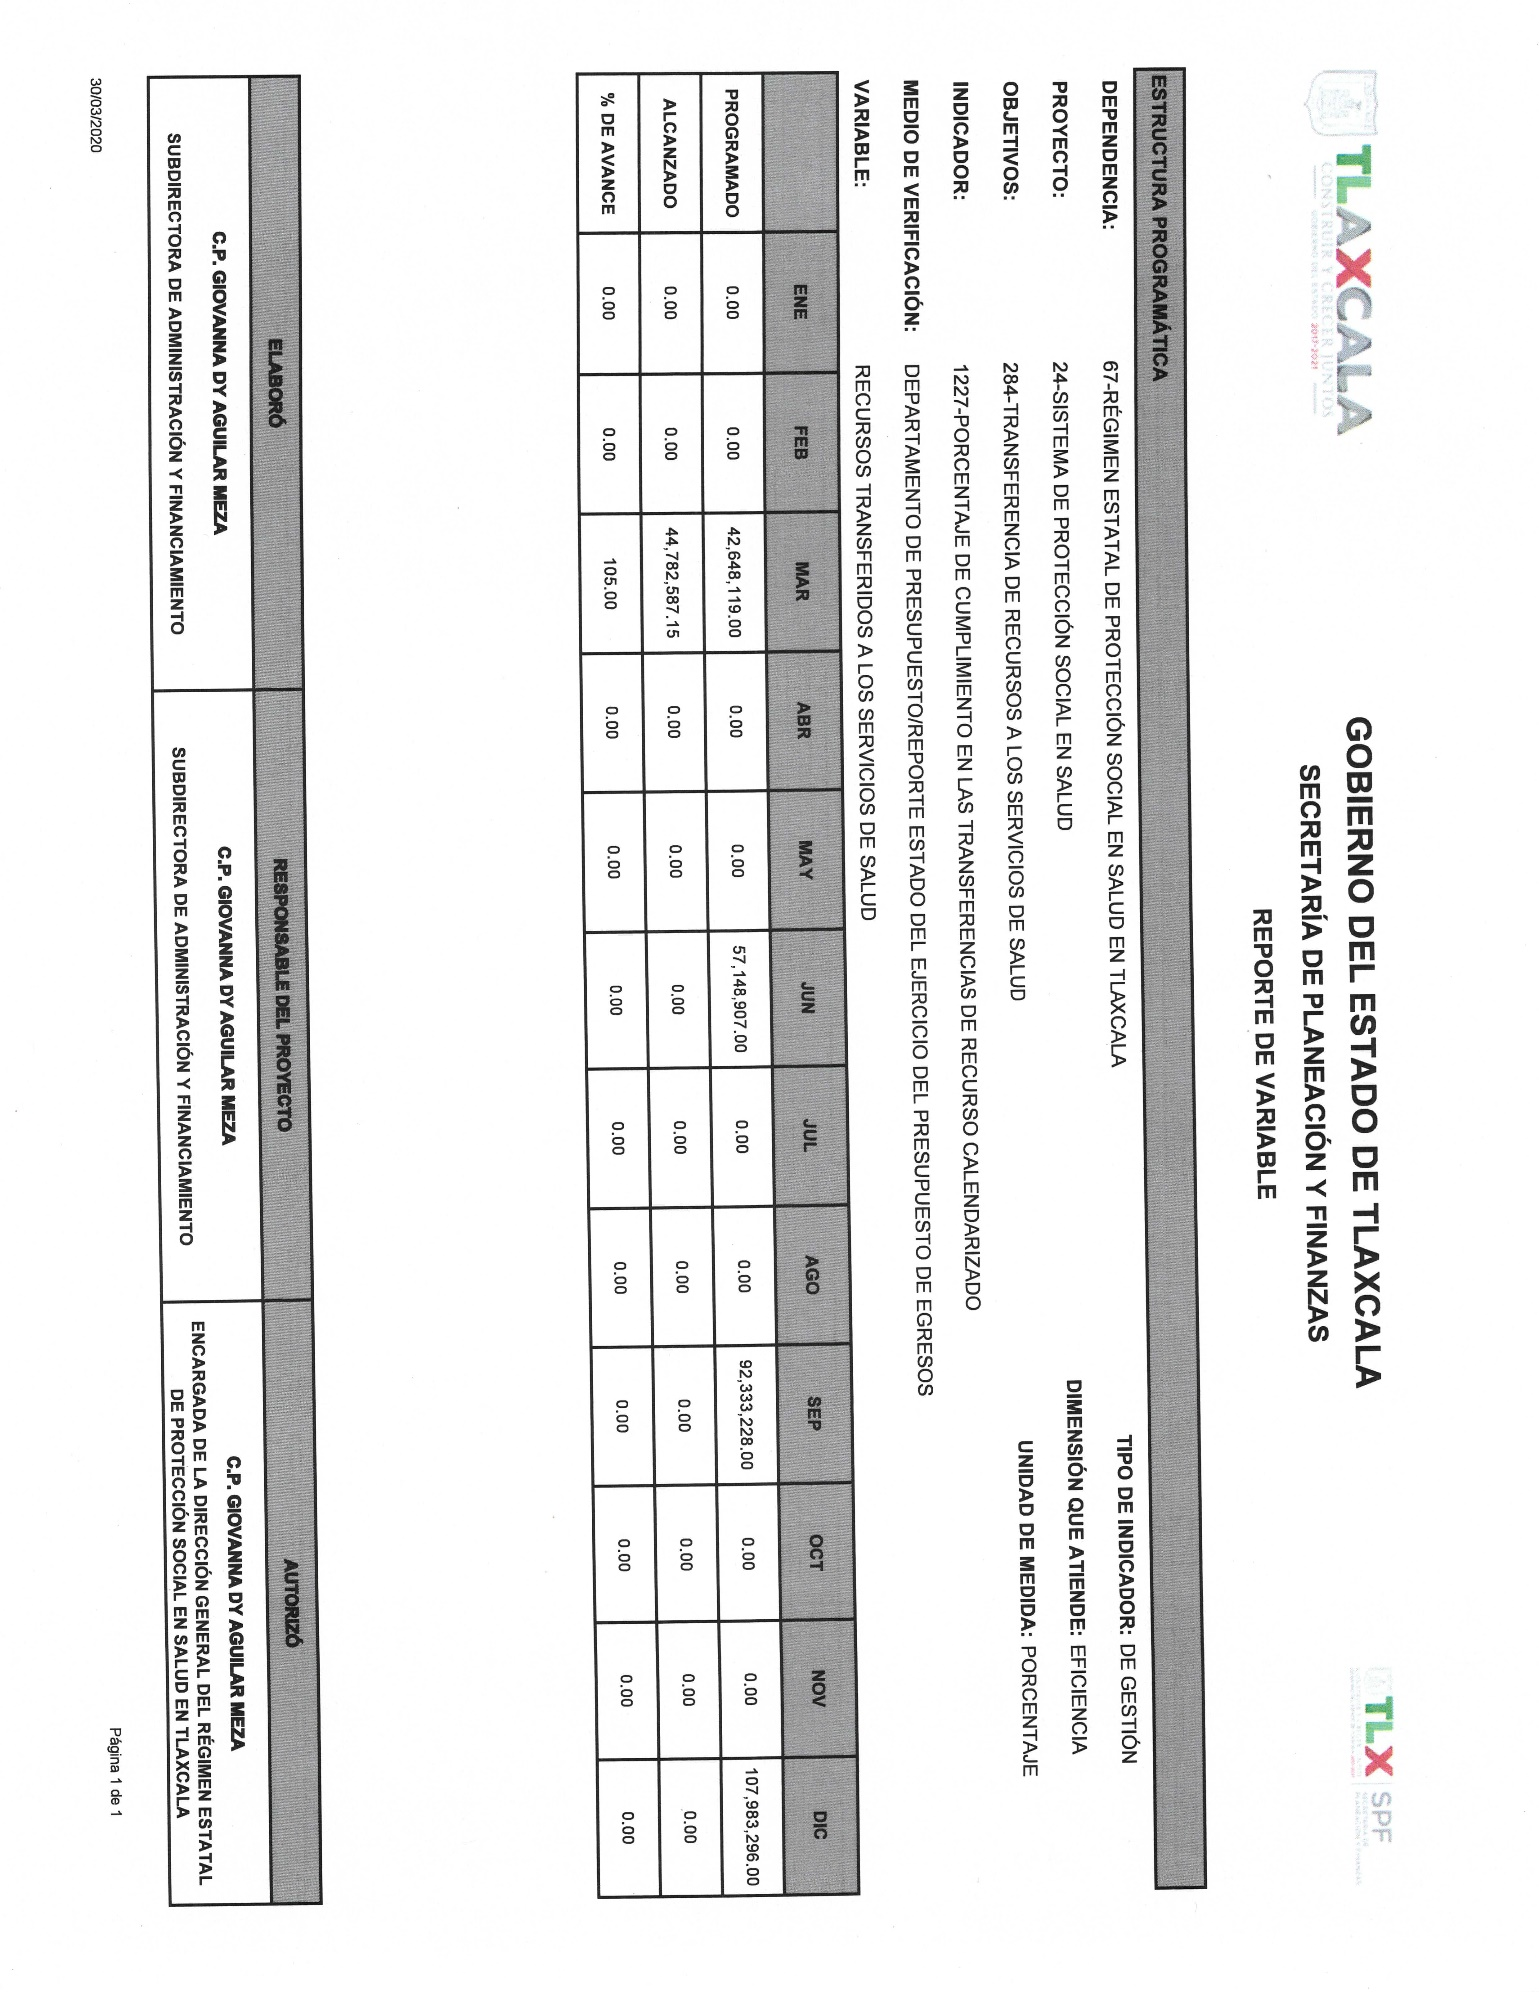 TLAXCALA
CONSTRUIR Y CRECER JUNTOS
GOBIERNO DEL ESTADO 2017-2021
GOBIERNO DEL ESTADO DE TLAXCALA
SECRETARÍA DE PLANEACIÓN Y FINANZAS
REPORTE DE VARIABLE
TLX SPF
ESTRUCTURA PROGRAMÁTICA
DEPENDENCIA: 67-RÉGIMEN ESTATAL DE PROTECCIÓN SOCIAL EN SALUD EN TLAXCALA TIPO DE INDICADOR: DE GESTIÓN
PROYECTO: 24-SISTEMA DE PROTECCIÓN SOCIAL EN SALUD DIMENSIÓN QUE ATIENDE: EFICIENCIA
OBJETIVOS: 284-TRANSFERENCIA DE RECURSOS A LOS SERVICIOS DE SALUD UNIDAD DE MEDIDA: PORCENTAJE
INDICADOR: 1227-PORCENTAJE DE CUMPLIMIENTO EN LAS TRANSFERENCIAS DE RECURSO CALENDARIZADO
MEDIO DE VERIFICACIÓN: DEPARTAMENTO DE PRESUPUESTO/REPORTE ESTADO DEL EJERCICIO DEL PRESUPUESTO DE EGRESOS
VARIABLE: RECURSOS TRANSFERIDOS A LOS SERVICIOS DE SALUD
ENE FEB MAR ABR MAY JUN JUL AGO SEP OCT NOV DIC
PROGRAMADO 0.00 0.00 42,648,119.00 0.00 0.00 57,148,907.00 0.00 0.00 92,333,228.00 0.00 0.00 107,983,296.00
ALCANZADO 0.00 0.00 44,782,587.15 0.00 0.00 0.00 0.00 0.00 0.00 0.00 0.00 0.00
% DE AVANCE 0.00 0.00 105.00 0.00 0.00 0.00 0.00 0.00 0.00 0.00 0.00 0.00
ELABORÓ RESPONSABLE DEL PROYECTO AUTORIZÓ
C.P. GIOVANNA DY AGUILAR MEZA
SUBDIRECTORA DE ADMINISTRACIÓN Y FINANCIAMIENTO
C.P. GIOVANNA DY AGUILAR MEZA
SUBDIRECTORA DE ADMINISTRACIÓN Y FINANCIAMIENTO
C.P. GIOVANNA DY AGUILAR MEZA
ENCARGADA DE LA DIRECCIÓN GENERAL DEL RÉGIMEN ESTATAL
DE PROTECCIÓN SOCIAL EN SALUD EN TLAXCALA
30/03/2020 Página 1 de 1